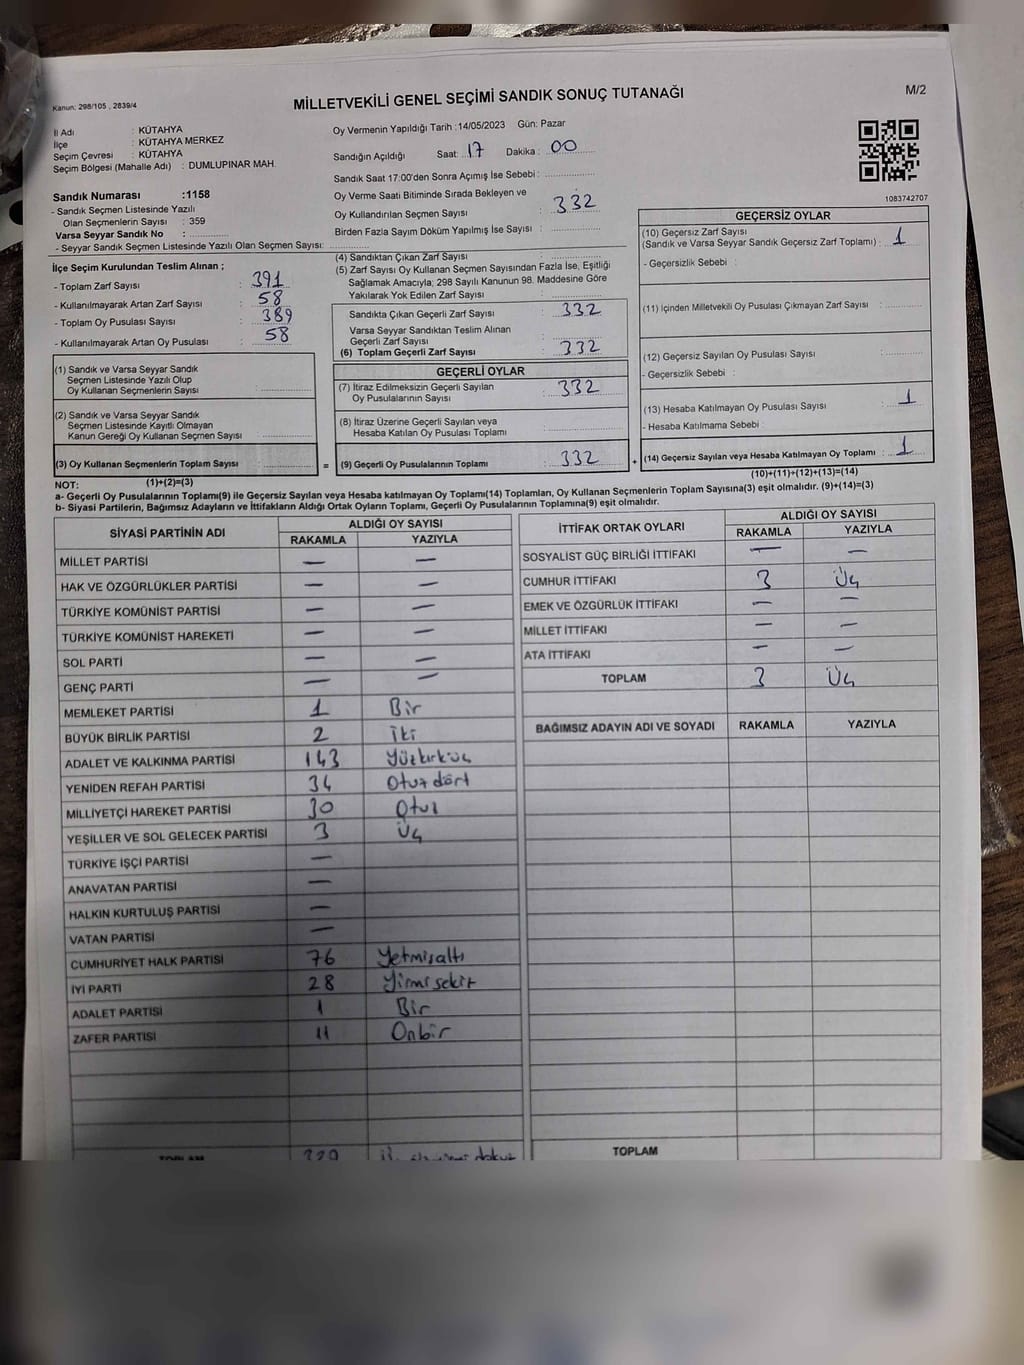 Kanun: 298/105 , 2839/4
MİLLETVEKİLİ GENEL SEÇİMİ SANDIK SONUÇ TUTANAĞI
M/2
İl Adı : KÜTAHYA
İlçe : KÜTAHYA MERKEZ
Seçim Çevresi : KÜTAHYA
Seçim Bölgesi (Mahalle Adı) : DUMLUPINAR MAH.
Sandık Numarası :1158
- Sandık Seçmen Listesinde Yazılı
Olan Seçmenlerin Sayısı : 359
Varsa Seyyar Sandık No :
- Seyyar Sandık Seçmen Listesinde Yazılı Olan Seçmen Sayısı:
Oy Vermenin Yapıldığı Tarih :14/05/2023 Gün: Pazar
Sandığın Açıldığı Saat: 17 Dakika : 00
Sandık Saat 17:00'den Sonra Açımış İse Sebebi :
Oy Verme Saati Bitiminde Sırada Bekleyen ve
Oy Kullandırılan Seçmen Sayısı : 332
Birden Fazla Sayım Döküm Yapılmış İse Sayısı :
1083742707
İlçe Seçim Kurulundan Teslim Alınan ;
- Toplam Zarf Sayısı : 391
- Kullanılmayarak Artan Zarf Sayısı : 58
- Toplam Oy Pusulası Sayısı : 389
- Kullanılmayarak Artan Oy Pusulası : 58
(1) Sandık ve Varsa Seyyar Sandık
Seçmen Listesinde Yazılı Olup
Oy Kullanan Seçmenlerin Sayısı :
(2) Sandık ve Varsa Seyyar Sandık
Seçmen Listesinde Kayıtlı Olmayan
Kanun Gereği Oy Kullanan Seçmen Sayısı :
(3) Oy Kullanan Seçmenlerin Toplam Sayısı :
(1)+(2)=(3)
(4) Sandıktan Çıkan Zarf Sayısı :
(5) Zarf Sayısı Oy Kullanan Seçmen Sayısından Fazla İse, Eşitliği
Sağlamak Amacıyla; 298 Sayılı Kanunun 98. Maddesine Göre
Yakılarak Yok Edilen Zarf Sayısı :
Sandıkta Çıkan Geçerli Zarf Sayısı : 332
Varsa Seyyar Sandıktan Teslim Alınan
Geçerli Zarf Sayısı :
(6) Toplam Geçerli Zarf Sayısı : 332
GEÇERLİ OYLAR
(7) İtiraz Edilmeksizin Geçerli Sayılan
Oy Pusulalarının Sayısı : 332
(8) İtiraz Üzerine Geçerli Sayılan veya
Hesaba Katılan Oy Pusulası Toplamı :
= (9) Geçerli Oy Pusulalarının Toplamı : 332
GEÇERSİZ OYLAR
(10) Geçersiz Zarf Sayısı
(Sandık ve Varsa Seyyar Sandık Geçersiz Zarf Toplamı) : 1
- Geçersizlik Sebebi :
(11) İçinden Milletvekili Oy Pusulası Çıkmayan Zarf Sayısı :
(12) Geçersiz Sayılan Oy Pusulası Sayısı :
- Geçersizlik Sebebi :
(13) Hesaba Katılmayan Oy Pusulası Sayısı : 1
- Hesaba Katılmama Sebebi :
+ (14) Geçersiz Sayılan veya Hesaba Katılmayan Oy Toplamı : 1
(10)+(11)+(12)+(13)=(14)
NOT:
a- Geçerli Oy Pusulalarının Toplamı(9) ile Geçersiz Sayılan veya Hesaba katılmayan Oy Toplamı(14) Toplamları, Oy Kullanan Seçmenlerin Toplam Sayısına(3) eşit olmalıdır. (9)+(14)=(3)
b- Siyasi Partilerin, Bağımsız Adayların ve İttifakların Aldığı Ortak Oyların Toplamı, Geçerli Oy Pusulalarının Toplamına(9) eşit olmalıdır.
SİYASİ PARTİNİN ADI ALDIĞI OY SAYISI
RAKAMLA YAZIYLA
MİLLET PARTİSİ — —
HAK VE ÖZGÜRLÜKLER PARTİSİ — —
TÜRKİYE KOMÜNİST PARTİSİ — —
TÜRKİYE KOMÜNİST HAREKETİ — —
SOL PARTİ — —
GENÇ PARTİ — —
MEMLEKET PARTİSİ 1 Bir
BÜYÜK BİRLİK PARTİSİ 2 İki
ADALET VE KALKINMA PARTİSİ 143 Yüzkırküç
YENİDEN REFAH PARTİSİ 34 Otuz dört
MİLLİYETÇİ HAREKET PARTİSİ 30 Otuz
YEŞİLLER VE SOL GELECEK PARTİSİ 3 Üç
TÜRKİYE İŞÇİ PARTİSİ —
ANAVATAN PARTİSİ —
HALKIN KURTULUŞ PARTİSİ —
VATAN PARTİSİ —
CUMHURİYET HALK PARTİSİ 76 Yetmişaltı
İYİ PARTİ 28 Yirmi sekiz
ADALET PARTİSİ 1 Bir
ZAFER PARTİSİ 11 Onbir
TOPLAM 329
İTTİFAK ORTAK OYLARI ALDIĞI OY SAYISI
RAKAMLA YAZIYLA
SOSYALİST GÜÇ BİRLİĞİ İTTİFAKI — —
CUMHUR İTTİFAKI 3 Üç
EMEK VE ÖZGÜRLÜK İTTİFAKI — —
MİLLET İTTİFAKI — —
ATA İTTİFAKI — —
TOPLAM 3 Üç
BAĞIMSIZ ADAYIN ADI VE SOYADI RAKAMLA YAZIYLA
TOPLAM